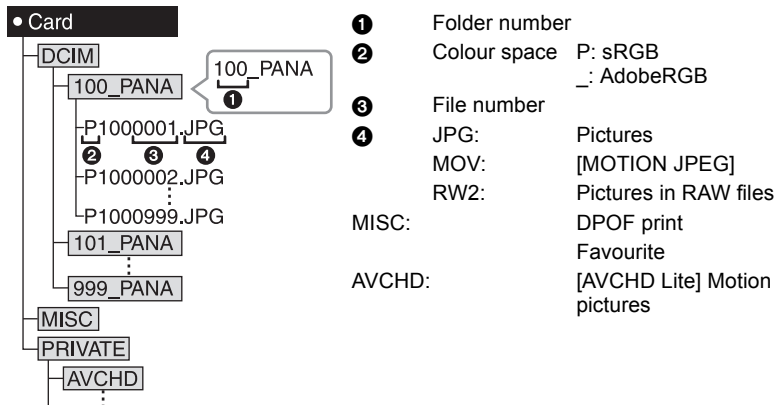 ● Card
DCIM
100_PANA
100_PANA
❶
P1000001.JPG
❷ ❸ ❹
P1000002.JPG
P1000999.JPG
101_PANA
999_PANA
MISC
PRIVATE
AVCHD
❶ Folder number
❷ Colour space P: sRGB
_: AdobeRGB
❸ File number
❹ JPG: Pictures
MOV: [MOTION JPEG]
RW2: Pictures in RAW files
MISC: DPOF print
Favourite
AVCHD: [AVCHD Lite] Motion
pictures